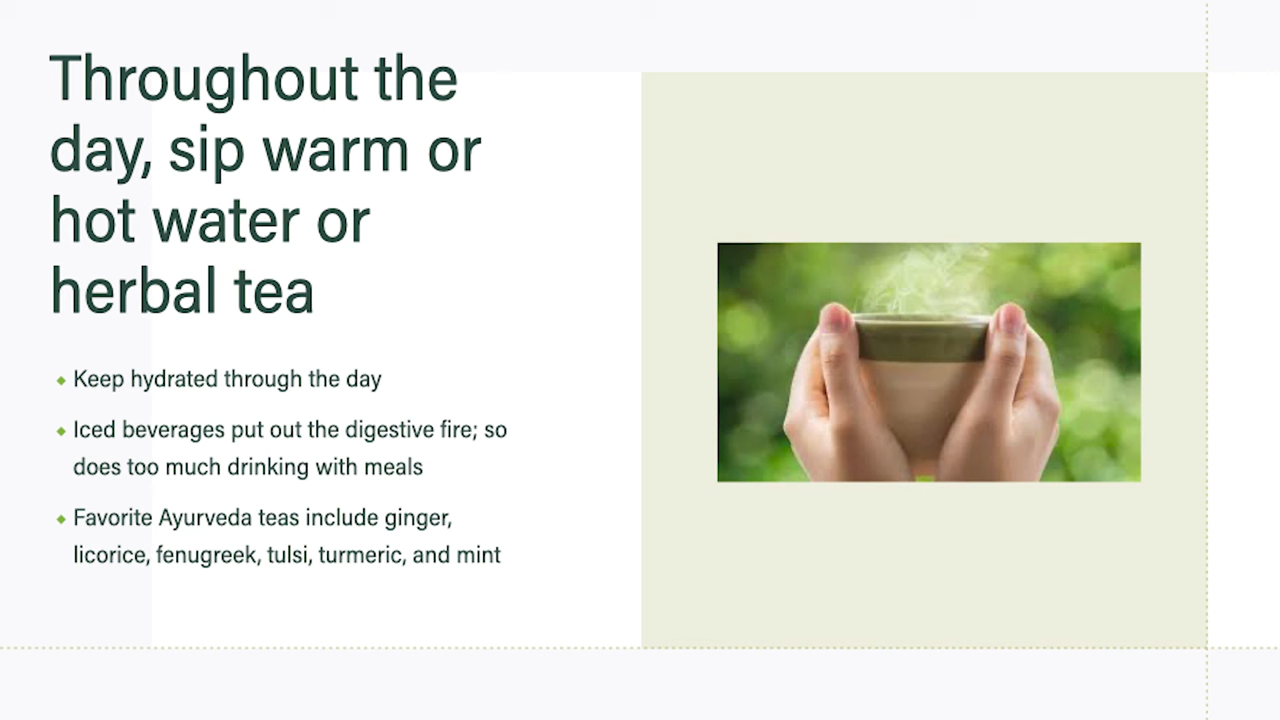 Throughout the
day, sip warm or
hot water or
herbal tea
Keep hydrated through the day
Iced beverages put out the digestive fire; so
does too much drinking with meals
Favorite Ayurveda teas include ginger,
licorice, fenugreek, tulsi, turmeric, and mint